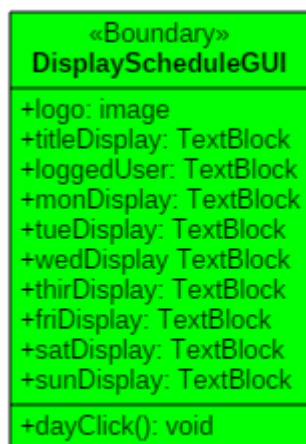 «Boundary»
DisplayScheduleGUI
+logo: image
+titleDisplay: TextBlock
+loggedUser: TextBlock
+monDisplay: TextBlock
+tueDisplay: TextBlock
+wedDisplay TextBlock
+thirDisplay: TextBlock
+friDisplay: TextBlock
+satDisplay: TextBlock
+sunDisplay: TextBlock
+dayClick(): void